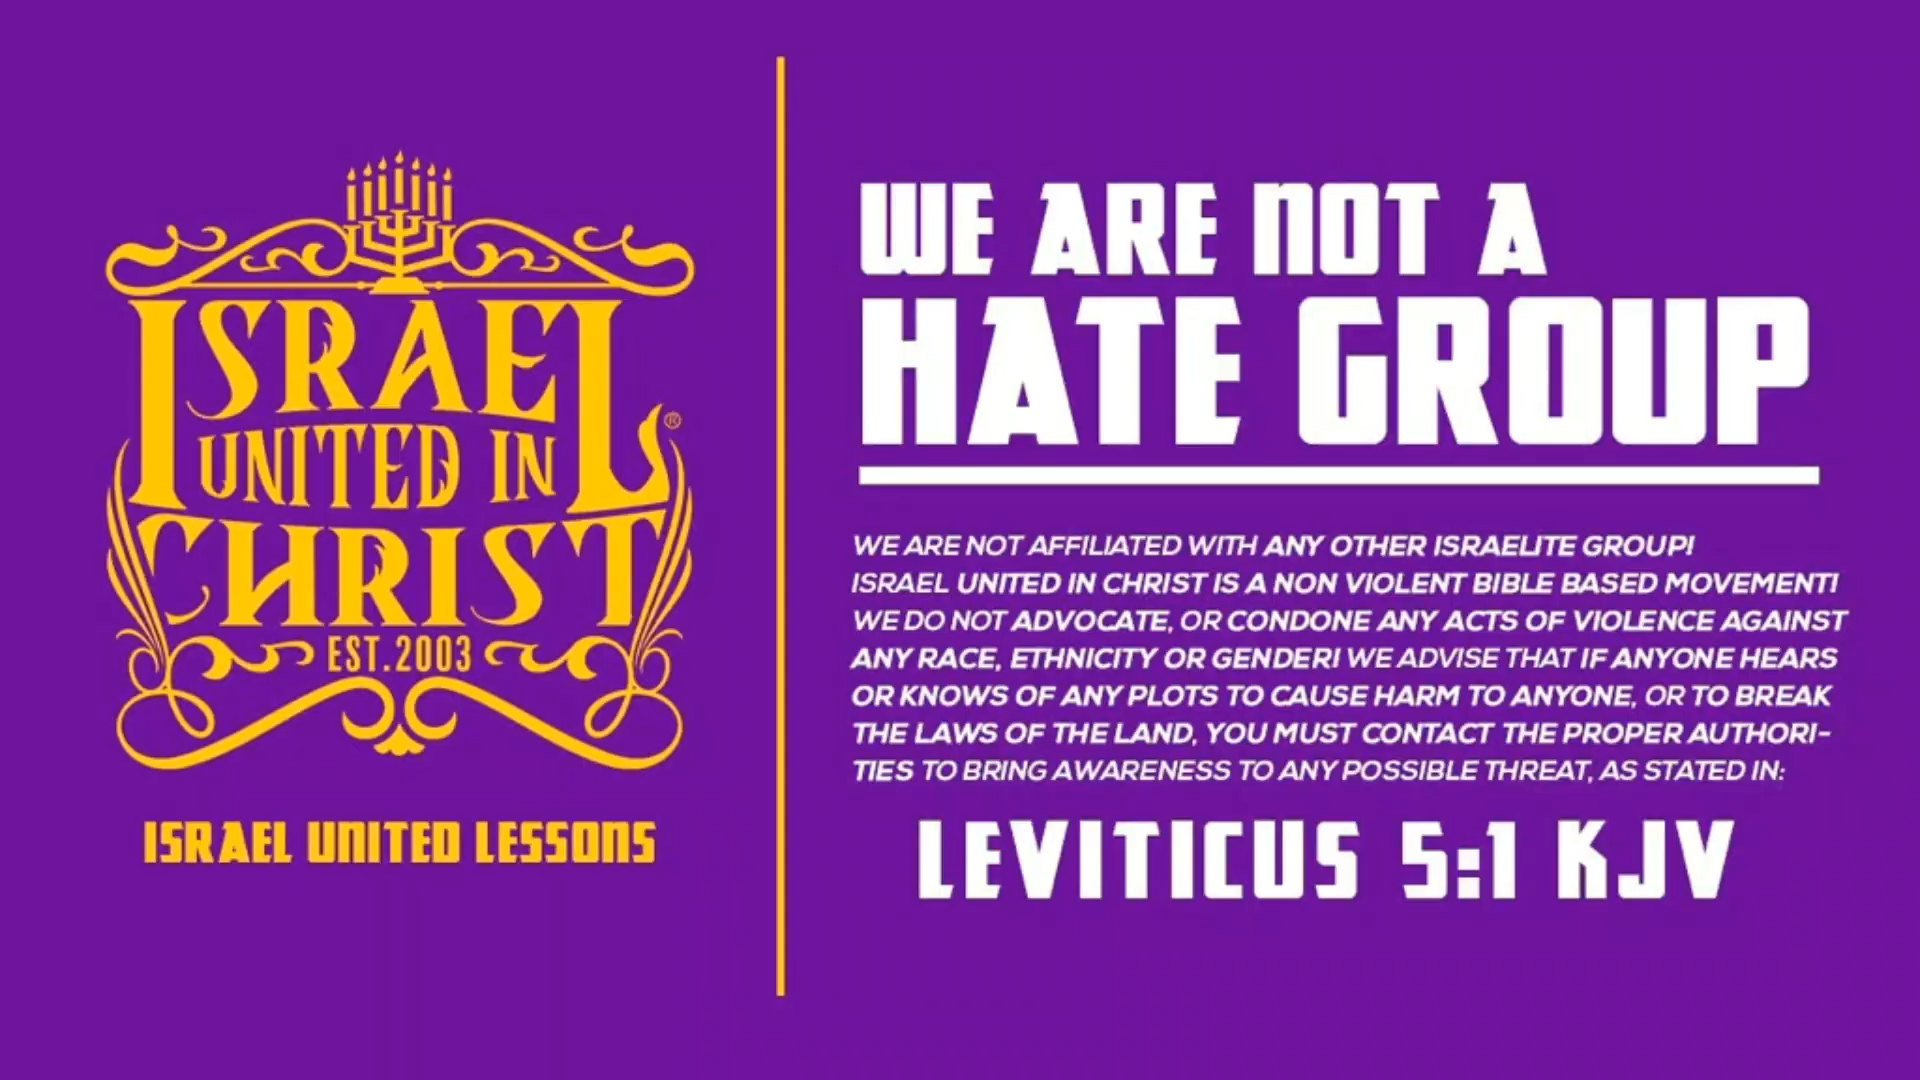 ISRAEL
UNITED IN
CHRIST®
EST.2003
ISRAEL UNITED LESSONS
WE ARE NOT A
HATE GROUP
WE ARE NOT AFFILIATED WITH ANY OTHER ISRAELITE GROUP!
ISRAEL UNITED IN CHRIST IS A NON VIOLENT BIBLE BASED MOVEMENT!
WE DO NOT ADVOCATE, OR CONDONE ANY ACTS OF VIOLENCE AGAINST
ANY RACE, ETHNICITY OR GENDER! WE ADVISE THAT IF ANYONE HEARS
OR KNOWS OF ANY PLOTS TO CAUSE HARM TO ANYONE, OR TO BREAK
THE LAWS OF THE LAND, YOU MUST CONTACT THE PROPER AUTHORI-
TIES TO BRING AWARENESS TO ANY POSSIBLE THREAT, AS STATED IN:
LEVITICUS 5:1 KJV